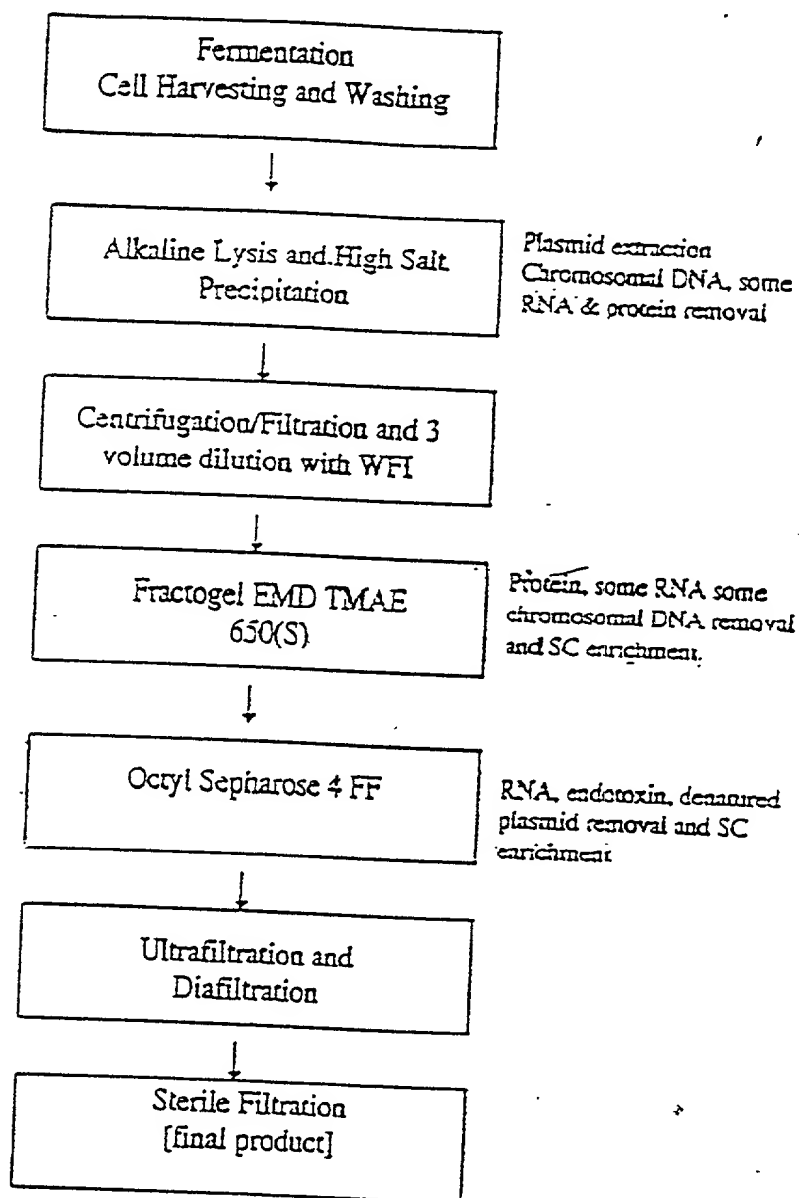 Fermentation
Cell Harvesting and Washing
Alkaline Lysis and High Salt
Precipitation
Plasmid extraction
Chromosomal DNA, some
RNA & protein removal
Centrifugation/Filtration and 3
volume dilution with WFI
Fractogel EMD TMAE
650(S)
Protein, some RNA some
chromosomal DNA removal
and SC enrichment.
Octyl Sepharose 4 FF
RNA, endotoxin, denatured
plasmid removal and SC
enrichment
Ultrafiltration and
Diafiltration
Sterile Filtration
[final product]